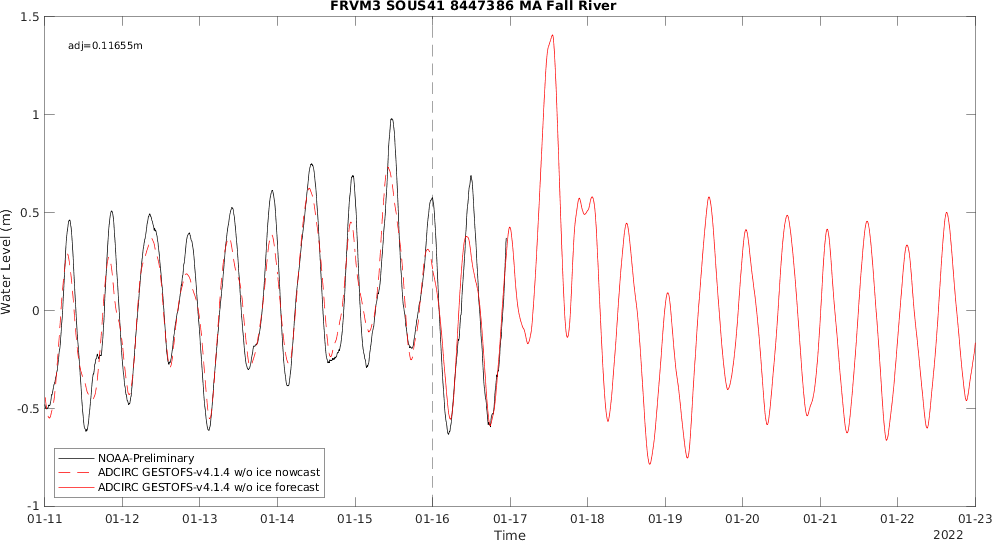 FRVM3 SOUS41 8447386 MA Fall River
adj=0.11655m
1.5
1
0.5
0
-0.5
-1
Water Level (m)
NOAA-Preliminary
ADCIRC GESTOFS-v4.1.4 w/o ice nowcast
ADCIRC GESTOFS-v4.1.4 w/o ice forecast
01-11 01-12 01-13 01-14 01-15 01-16 01-17 01-18 01-19 01-20 01-21 01-22 01-23
Time
2022